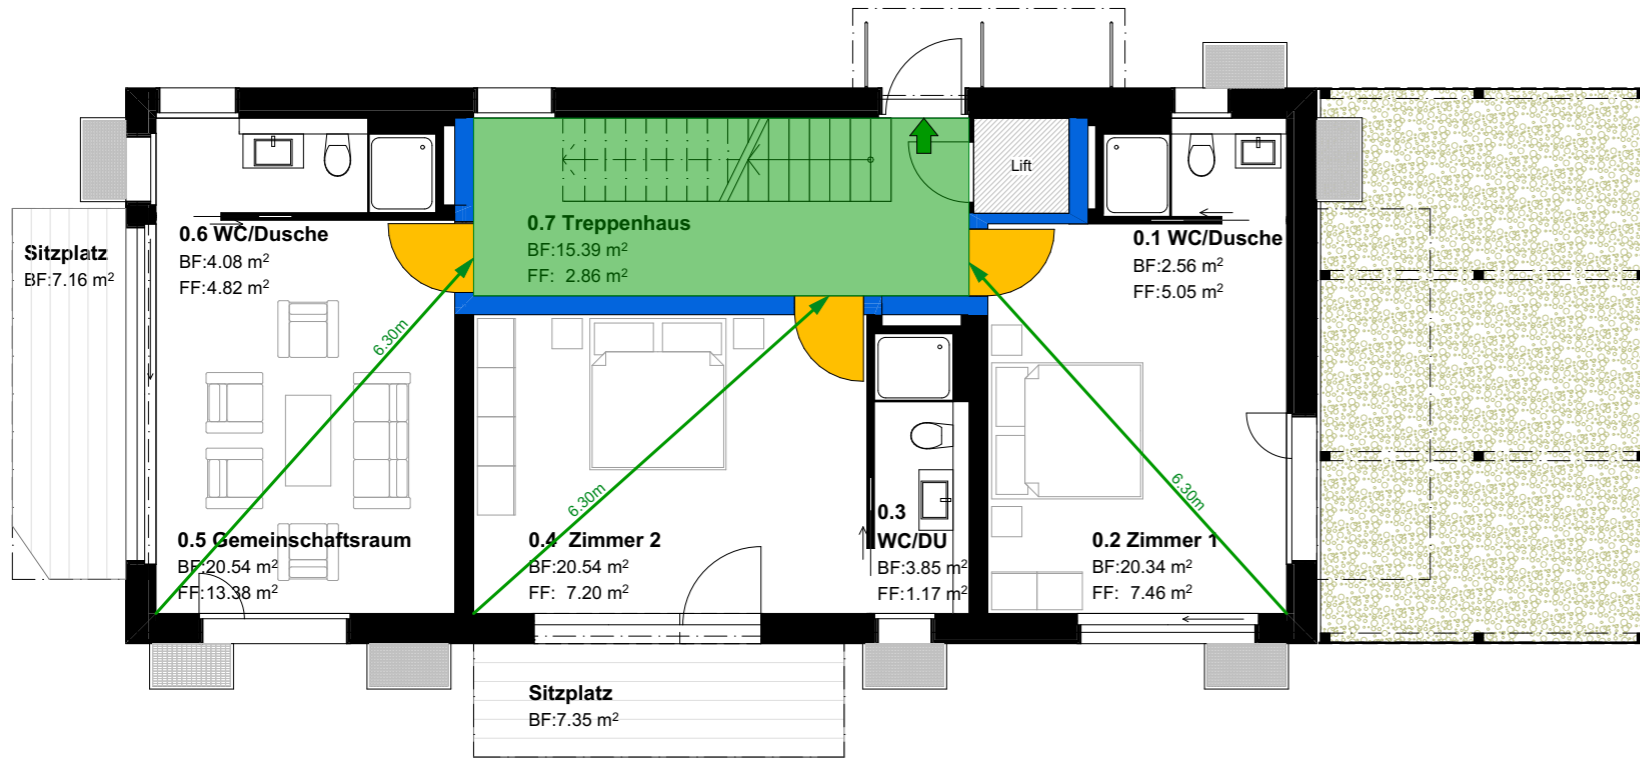 Lift
0.7 Treppenhaus
BF:15.39 m²
FF: 2.86 m²
0.6 WC/Dusche
BF:4.08 m²
FF:4.82 m²
0.1 WC/Dusche
BF:2.56 m²
FF:5.05 m²
Sitzplatz
BF:7.16 m²
6.30m
6.30m
6.30m
0.5 Gemeinschaftsraum
BF:20.54 m²
FF:13.38 m²
0.4 Zimmer 2
BF:20.54 m²
FF: 7.20 m²
0.3
WC/DU
BF:3.85 m²
FF:1.17 m²
0.2 Zimmer 1
BF:20.34 m²
FF: 7.46 m²
Sitzplatz
BF:7.35 m²